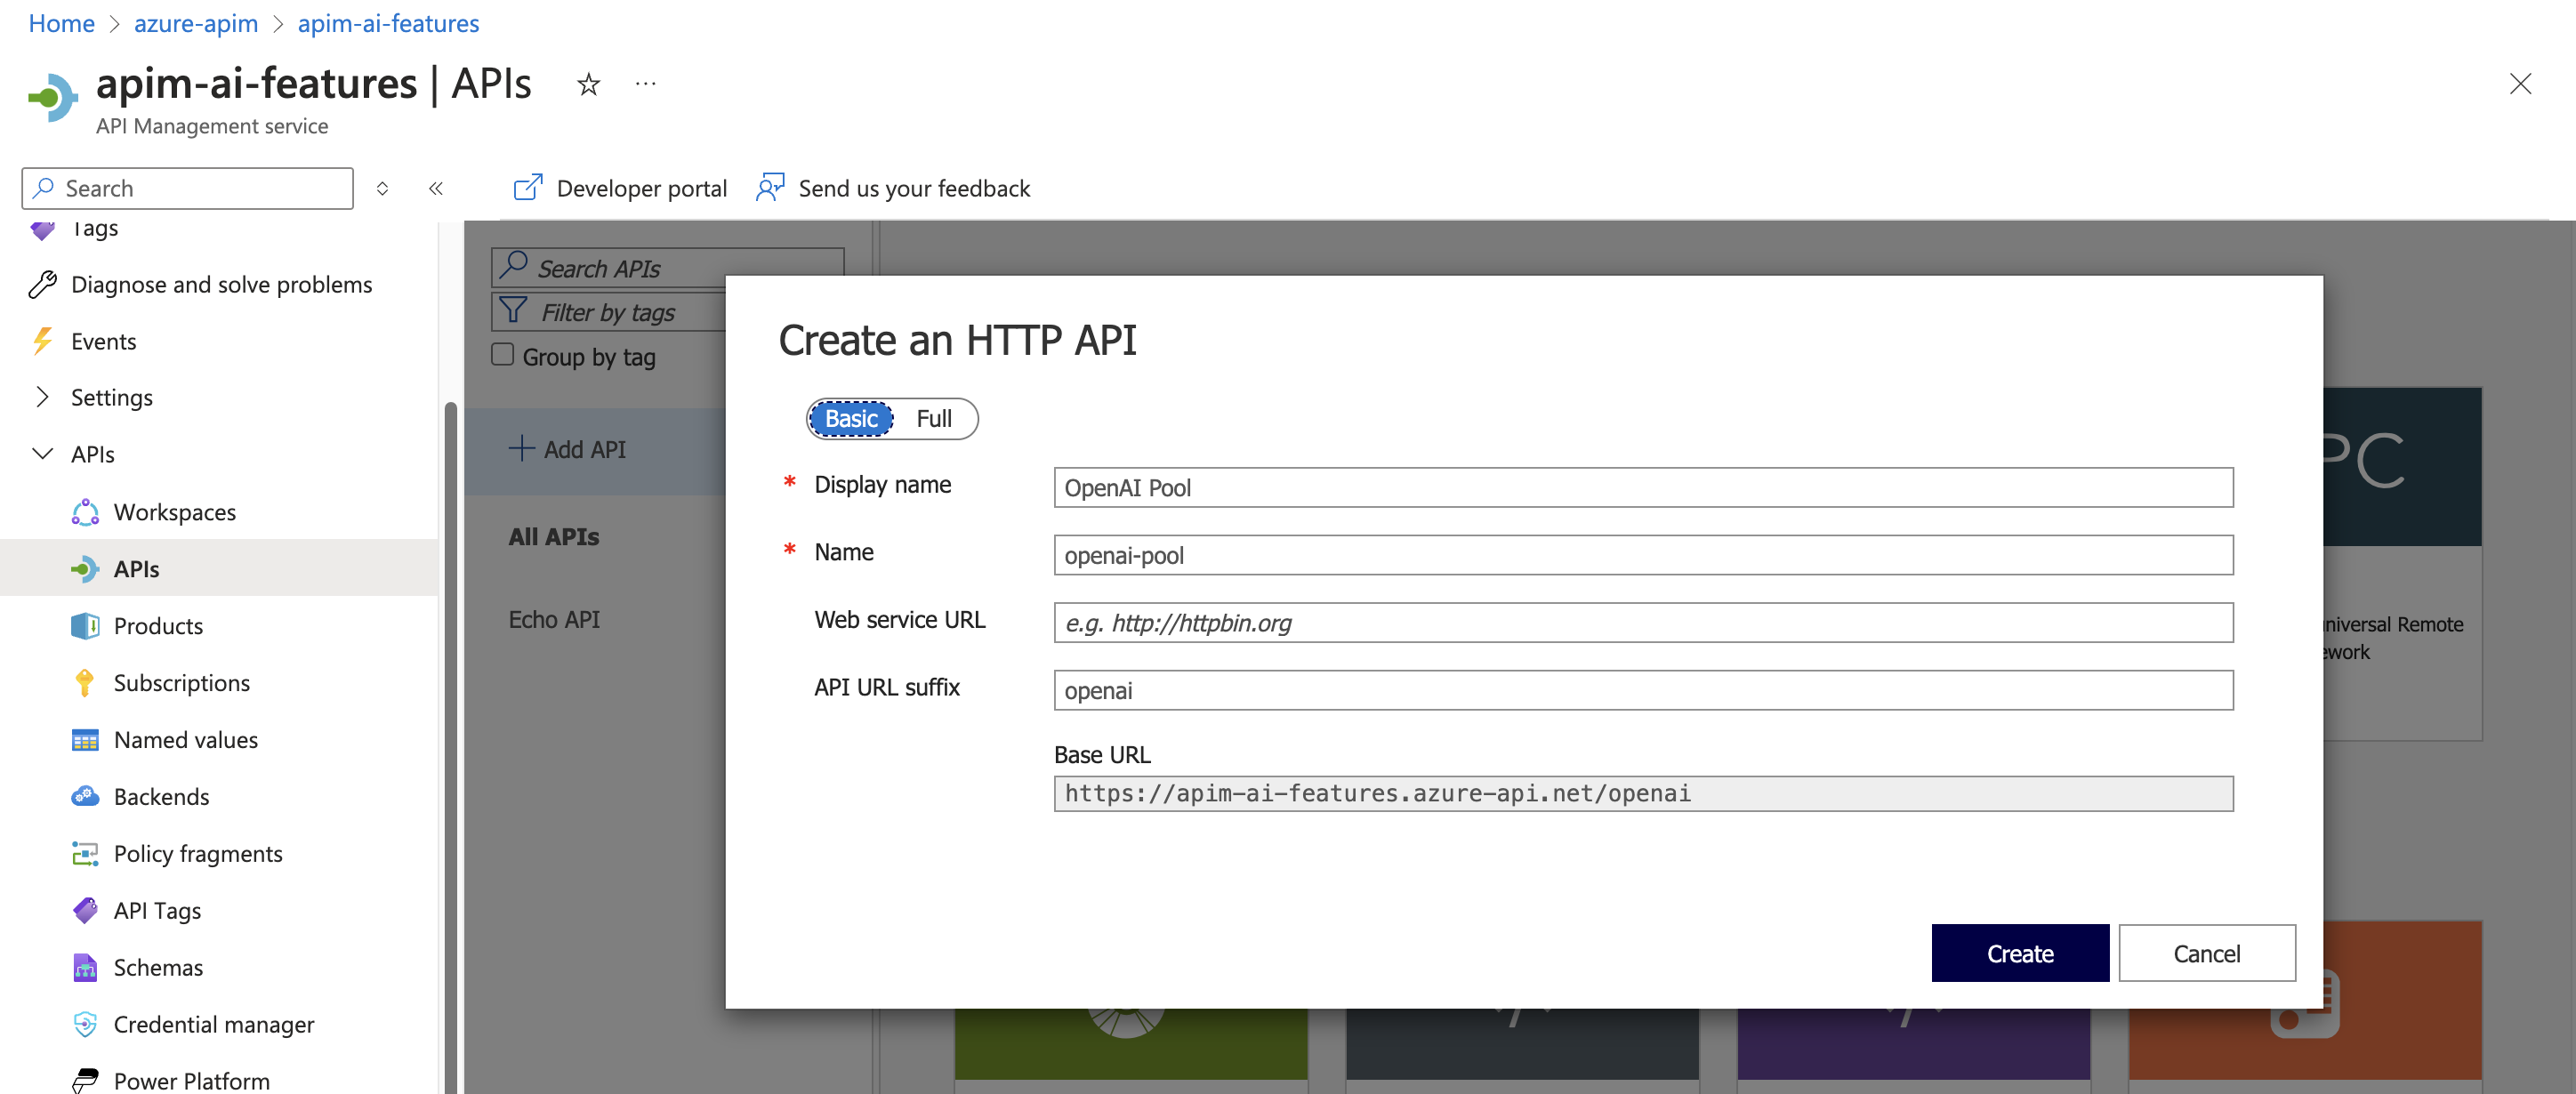 Home > azure-apim > apim-ai-features
apim-ai-features | APIs
API Management service
Search
Developer portal
Send us your feedback
Tags
Diagnose and solve problems
Events
Settings
APIs
Workspaces
APIs
Products
Subscriptions
Named values
Backends
Policy fragments
API Tags
Schemas
Credential manager
Power Platform
Search APIs
Filter by tags
Group by tag
+ Add API
All APIs
Echo API
Create an HTTP API
Basic Full
* Display name OpenAI Pool
* Name openai-pool
Web service URL e.g. http://httpbin.org
API URL suffix openai
Base URL
https://apim-ai-features.azure-api.net/openai
Create Cancel
PC
Remote